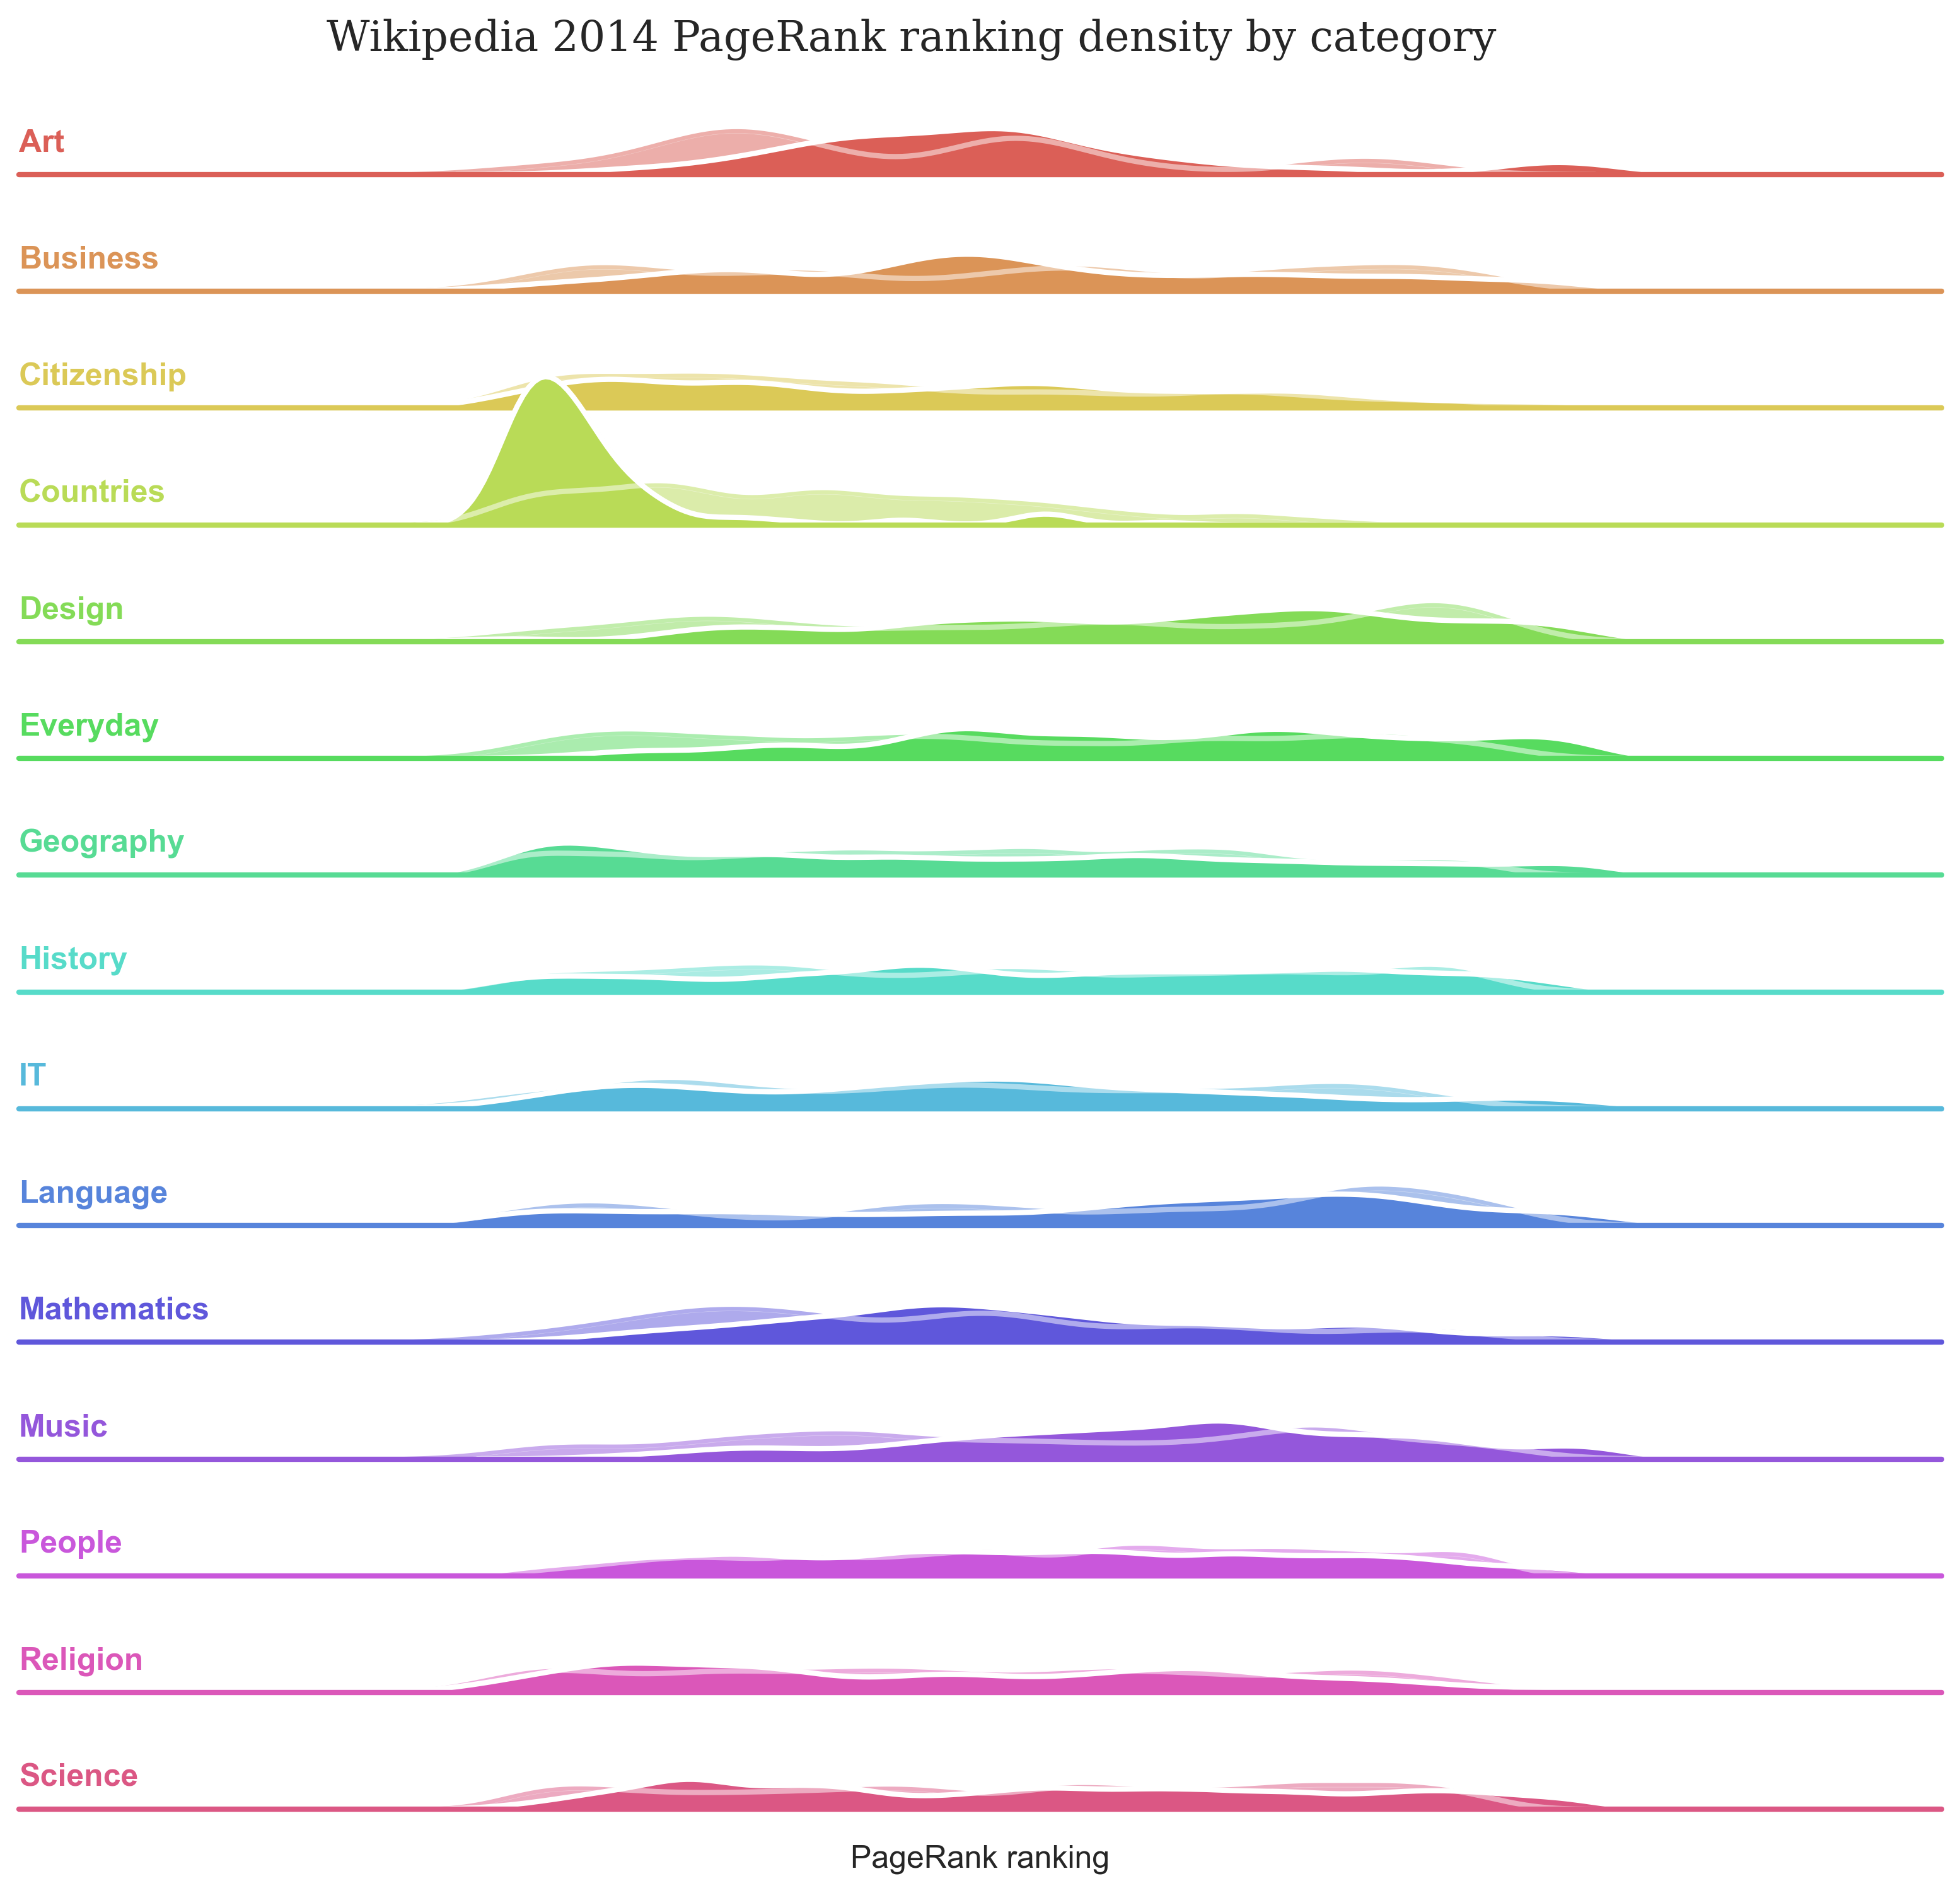 Wikipedia 2014 PageRank ranking density by category
Art
Business
Citizenship
Countries
Design
Everyday
Geography
History
IT
Language
Mathematics
Music
People
Religion
Science
PageRank ranking